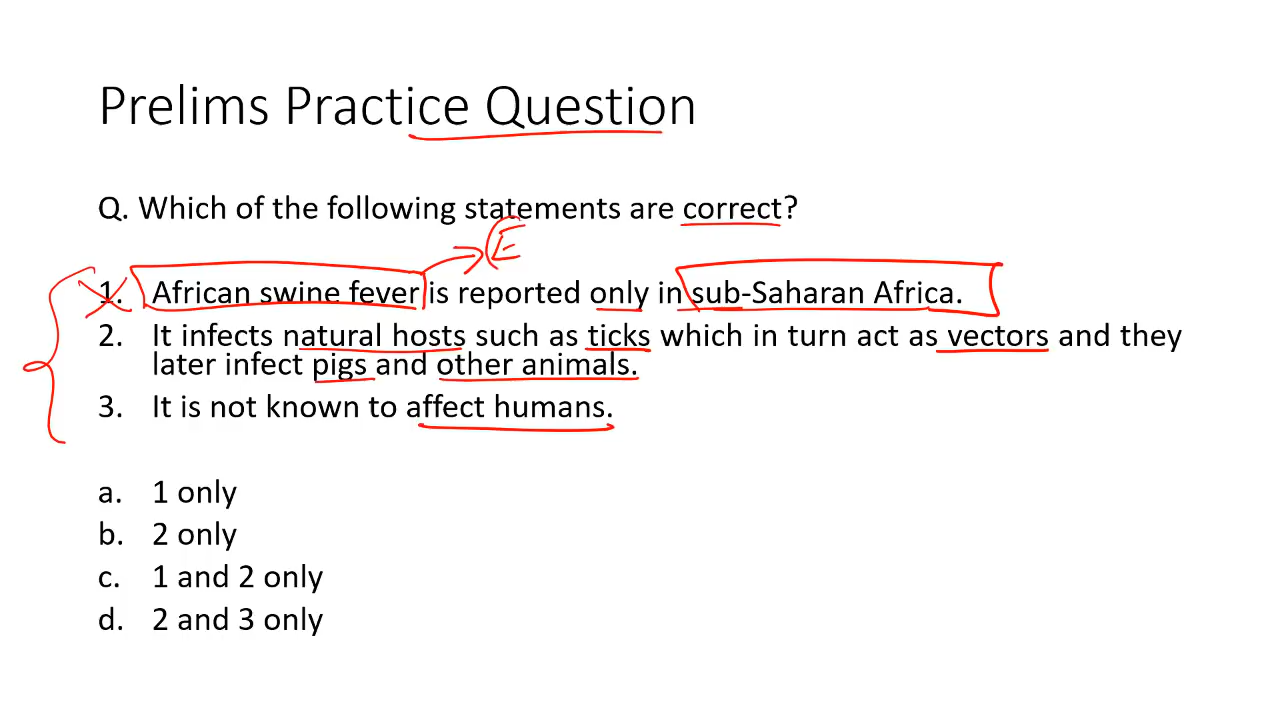 Prelims Practice Question
Q. Which of the following statements are correct?
E
1. African swine fever is reported only in sub-Saharan Africa.
2. It infects natural hosts such as ticks which in turn act as vectors and they
later infect pigs and other animals.
3. It is not known to affect humans.
a. 1 only
b. 2 only
c. 1 and 2 only
d. 2 and 3 only